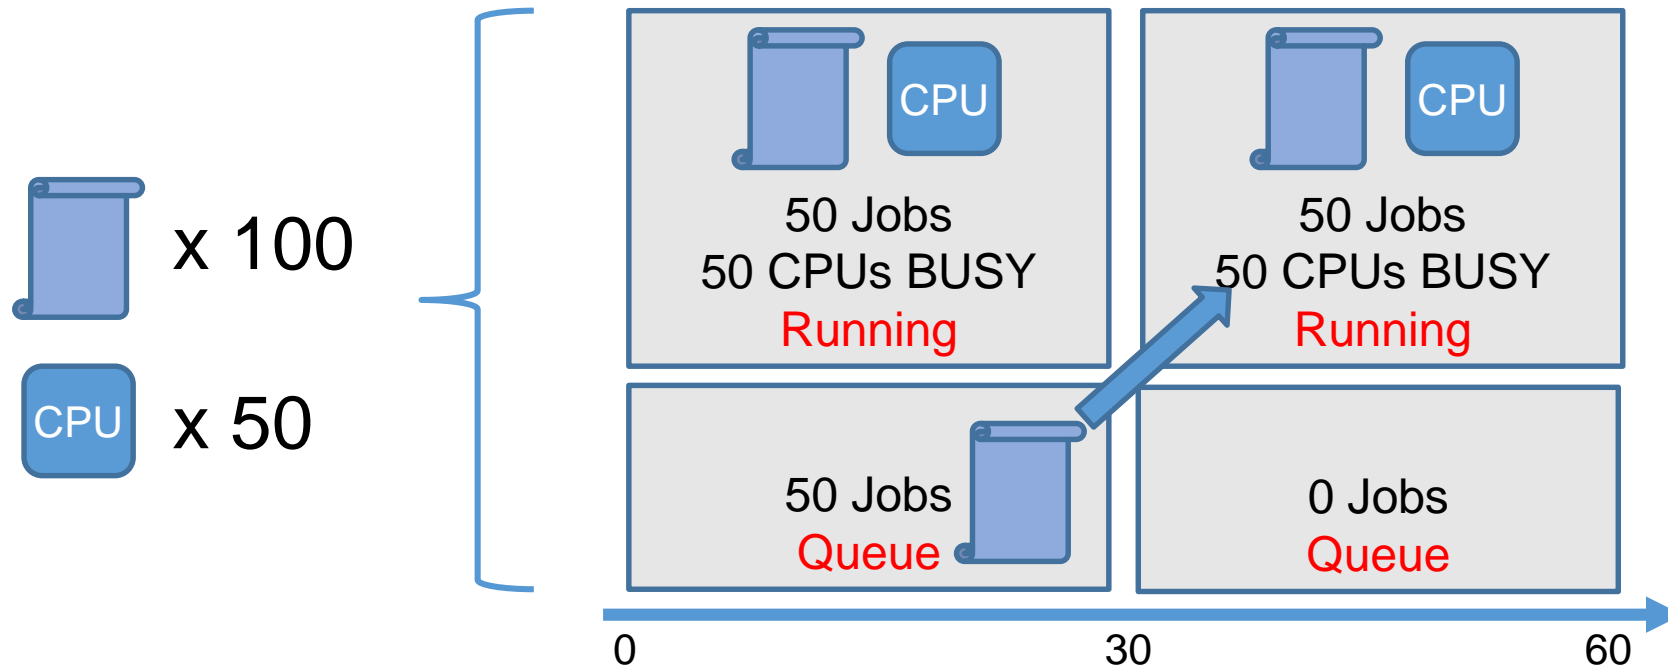 x 100
CPU
x 50
CPU
50 Jobs
50 CPUs BUSY
Running
CPU
50 Jobs
50 CPUs BUSY
Running
50 Jobs
Queue
0 Jobs
Queue
0
30
60